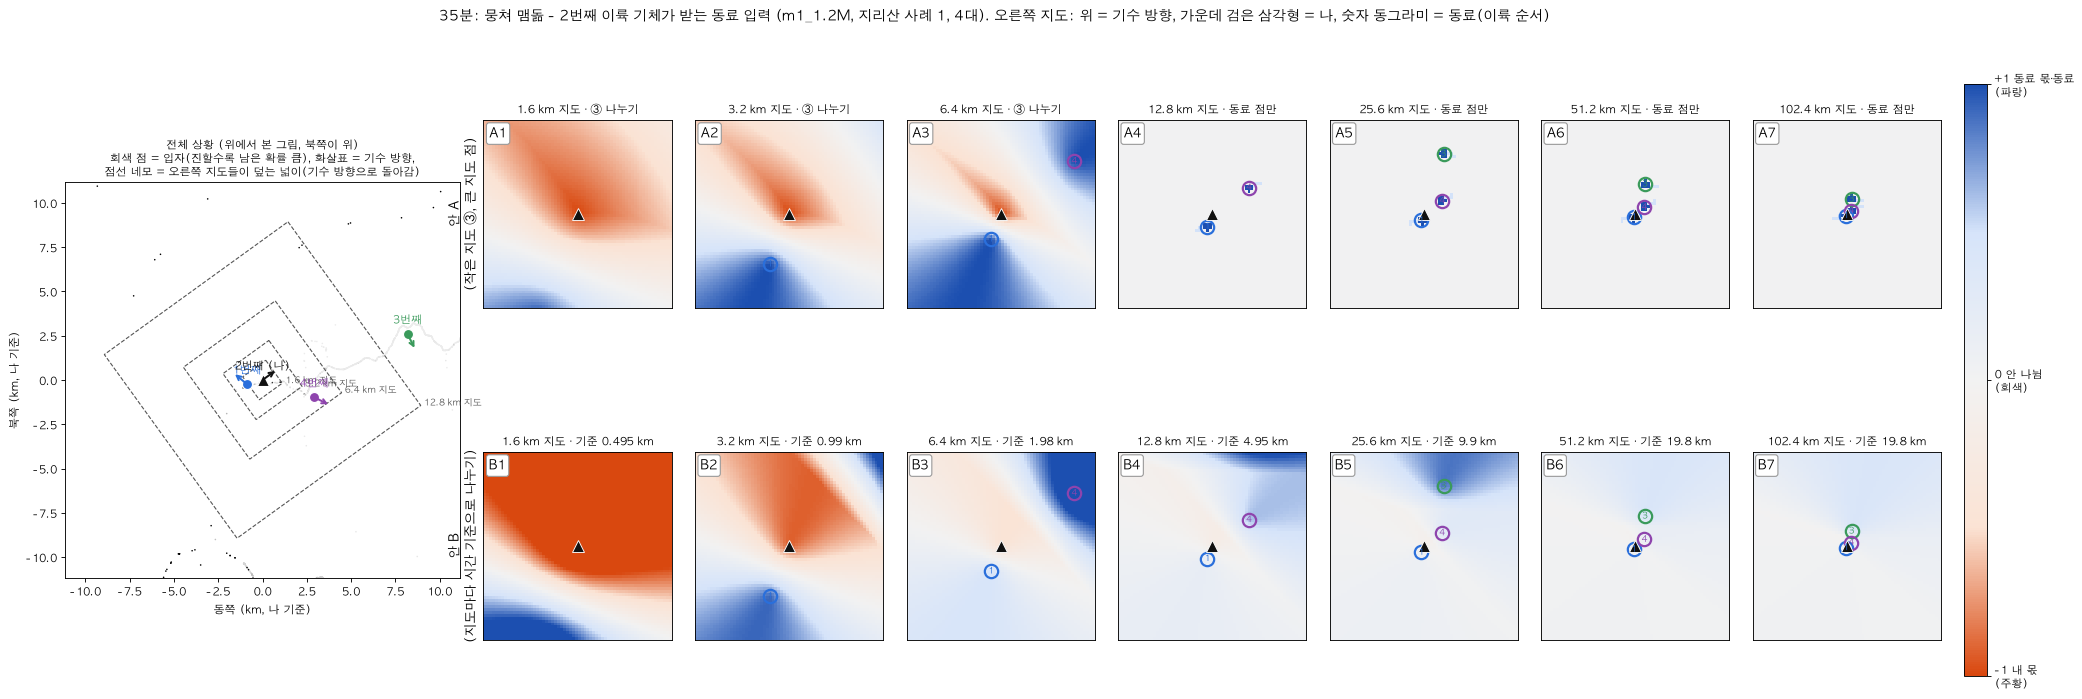 35분: 뭉쳐 맴돎 - 2번째 이륙 기체가 받는 동료 입력 (m1_1.2M, 지리산 사례 1, 4대). 오른쪽 지도: 위 = 기수 방향, 가운데 검은 삼각형 = 나, 숫자 동그라미 = 동료(이륙 순서)
전체 상황 (위에서 본 그림, 북쪽이 위)
회색 점 = 입자(진할수록 남은 확률 큼), 화살표 = 기수 방향,
점선 네모 = 오른쪽 지도들이 덮는 넓이(기수 방향으로 돌아감)
북쪽 (km, 나 기준)
10.0
7.5
5.0
2.5
0.0
-2.5
-5.0
-7.5
-10.0
3번째
2번째 (나)
6.4 km 지도
12.8 km 지도
-10.0 -7.5 -5.0 -2.5 0.0 2.5 5.0 7.5 10.0
동쪽 (km, 나 기준)
안 A
(작은 지도 ③, 큰 지도 점)
1.6 km 지도 · ③ 나누기
A1
3.2 km 지도 · ③ 나누기
A2
6.4 km 지도 · ③ 나누기
A3
12.8 km 지도 · 동료 점만
A4
25.6 km 지도 · 동료 점만
A5
51.2 km 지도 · 동료 점만
A6
102.4 km 지도 · 동료 점만
A7
안 B
(지도마다 시간 기준으로 나누기)
1.6 km 지도 · 기준 0.495 km
B1
3.2 km 지도 · 기준 0.99 km
B2
6.4 km 지도 · 기준 1.98 km
B3
4
1
12.8 km 지도 · 기준 4.95 km
B4
4
1
25.6 km 지도 · 기준 9.9 km
B5
4
51.2 km 지도 · 기준 19.8 km
B6
3
4
102.4 km 지도 · 기준 19.8 km
B7
3
+1 동료 몫·동료
(파랑)
0 안 나뉨
(회색)
-1 내 몫
(주황)